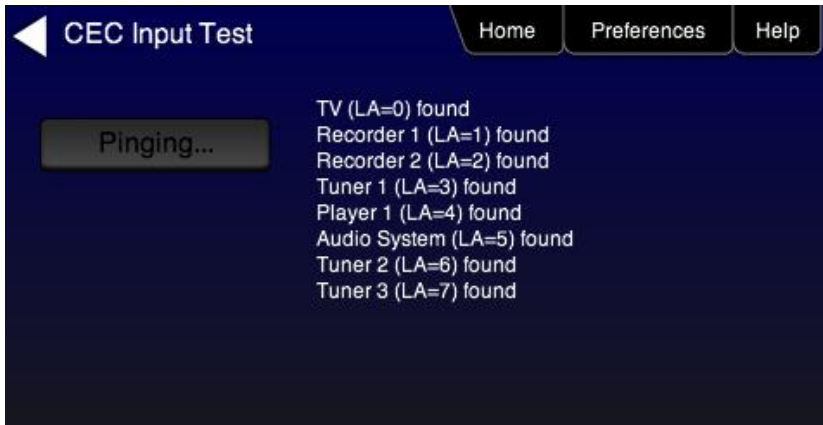 CEC Input Test
Home
Preferences
Help
Pinging...
TV (LA=0) found
Recorder 1 (LA=1) found
Recorder 2 (LA=2) found
Tuner 1 (LA=3) found
Player 1 (LA=4) found
Audio System (LA=5) found
Tuner 2 (LA=6) found
Tuner 3 (LA=7) found